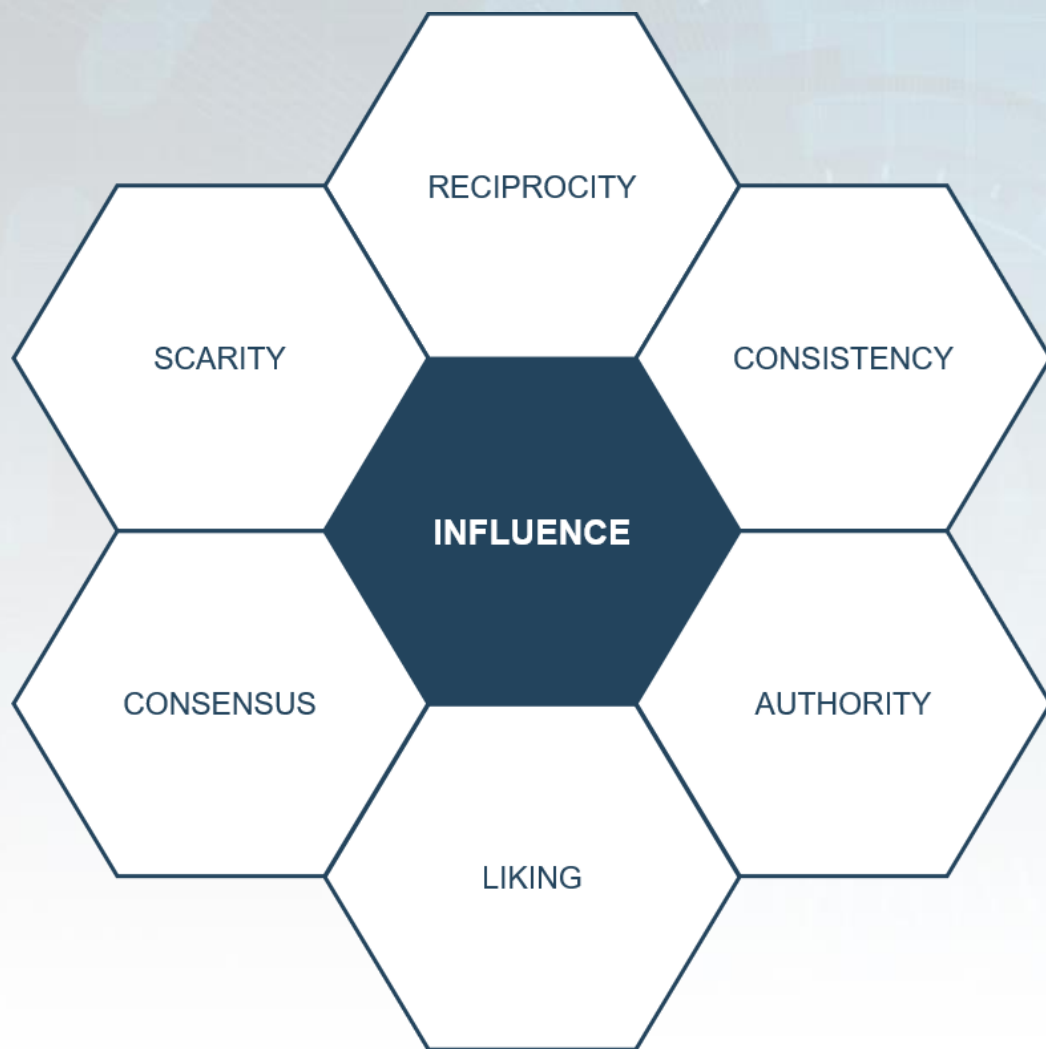 RECIPROCITY
SCARITY
CONSISTENCY
INFLUENCE
CONSENSUS
AUTHORITY
LIKING